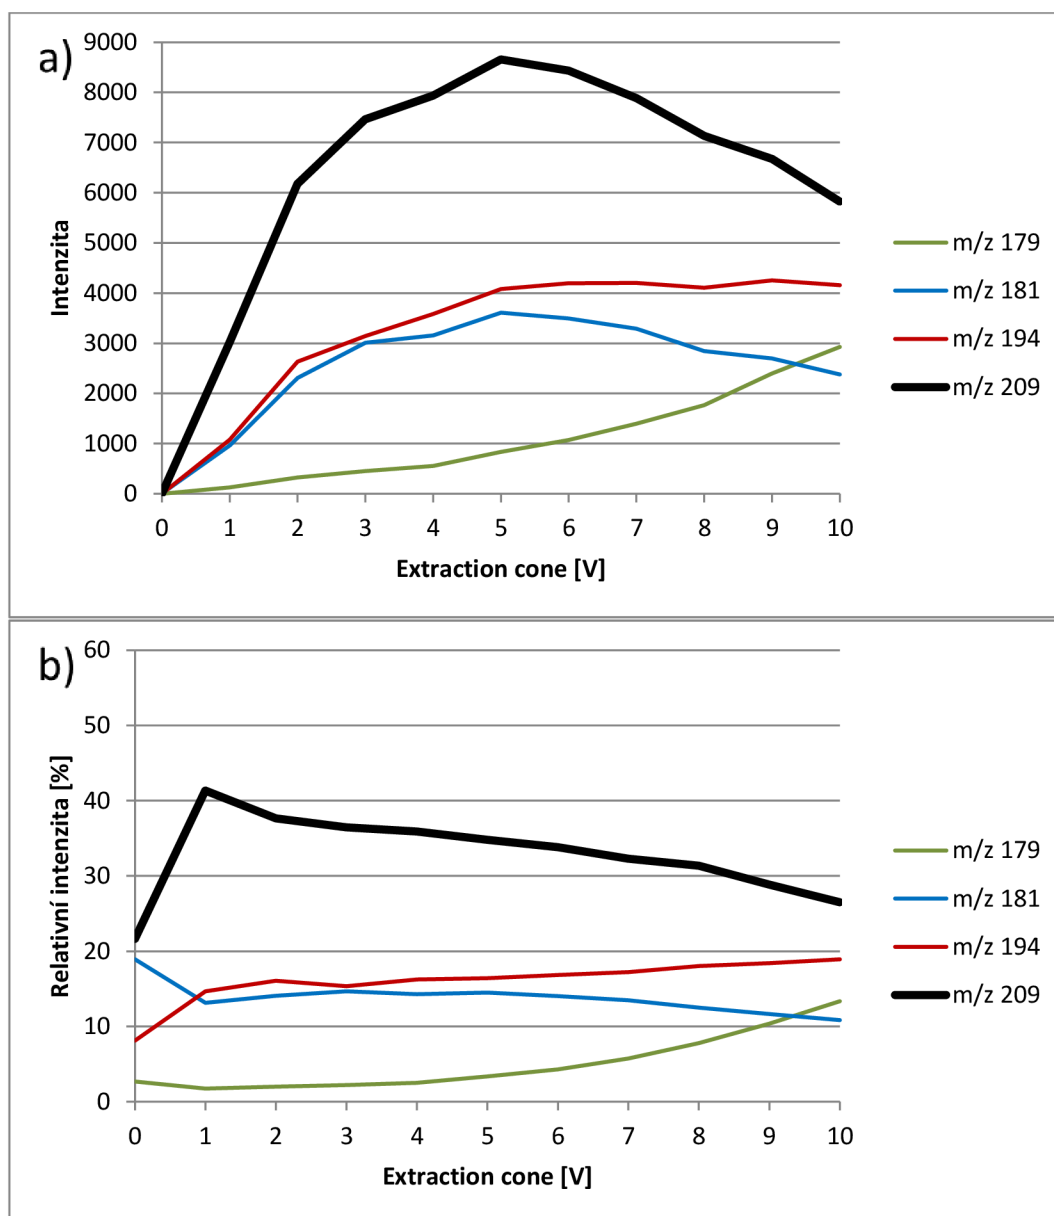 a)
9000
8000
7000
6000
5000
4000
3000
2000
1000
0
Intenzita
0 1 2 3 4 5 6 7 8 9 10
Extraction cone [V]
m/z 179
m/z 181
m/z 194
m/z 209
b)
60
50
40
30
20
10
0
Relativní intenzita [%]
0 1 2 3 4 5 6 7 8 9 10
Extraction cone [V]
m/z 179
m/z 181
m/z 194
m/z 209